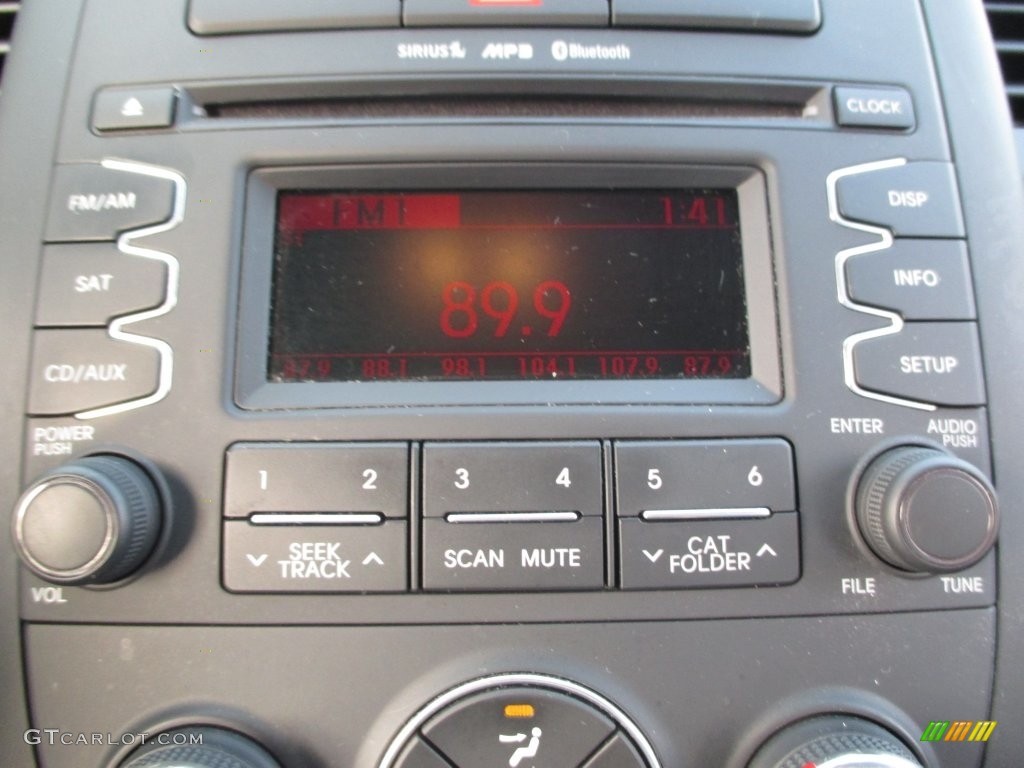 SIRIUS MP3 Bluetooth
CLOCK
FM/AM
FM1 1:41
DISP
SAT
89.9
INFO
CD/AUX
87.9 88.1 98.1 104.1 107.9 87.9
SETUP
POWER
PUSH
ENTER
AUDIO
PUSH
1 2 3 4 5 6
SEEK
TRACK
SCAN MUTE
CAT
FOLDER
VOL
FILE
TUNE
GTCARLOT.COM